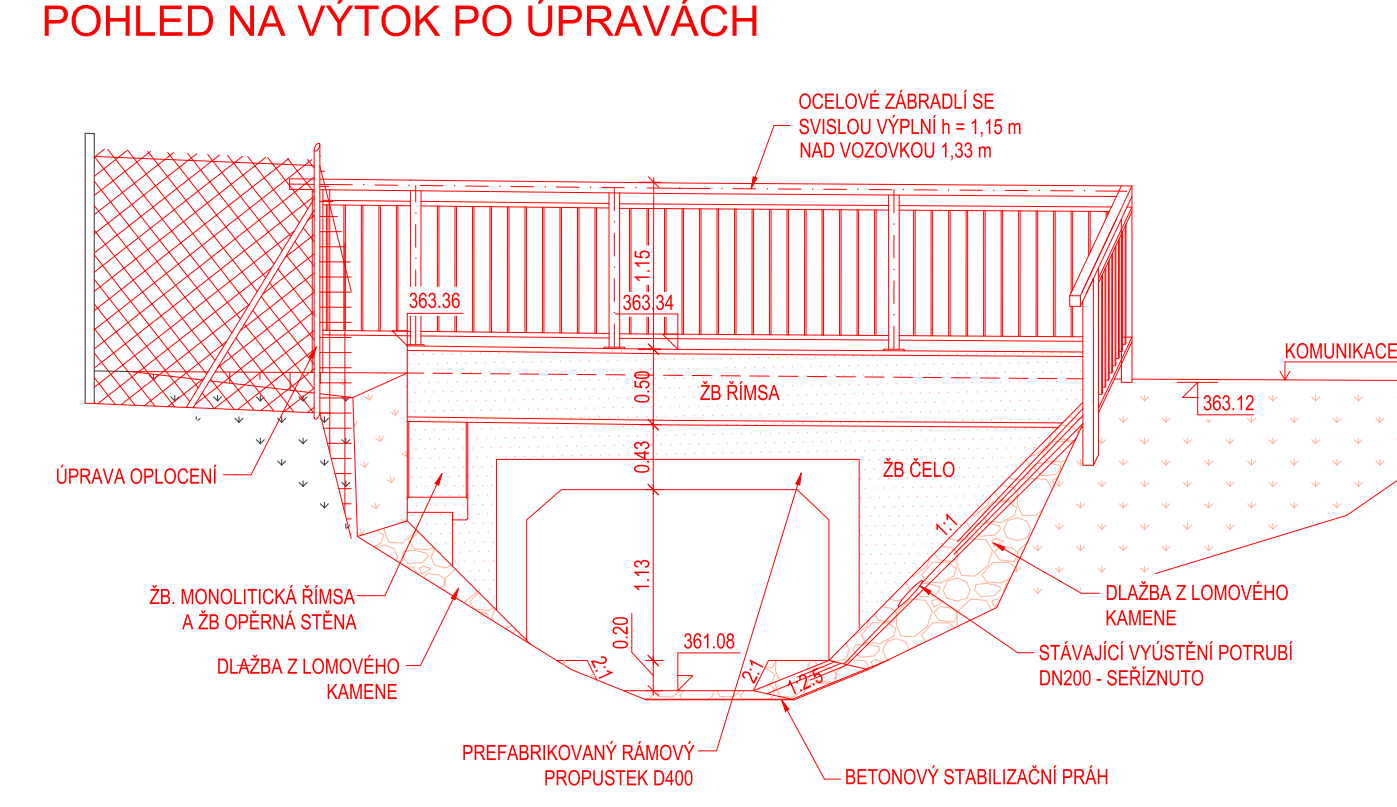 POHLED NA VÝTOK PO ÚPRAVÁCH
OCELOVÉ ZÁBRADLÍ SE
SVISLOU VÝPLNÍ h = 1,15 m
NAD VOZOVKOU 1,33 m
1.15
363.36
363.34
KOMUNIKACE
0.50
ŽB ŘÍMSA
363.12
0.43
ŽB ČELO
ÚPRAVA OPLOCENÍ
1:1
1.13
ŽB. MONOLITICKÁ ŘÍMSA
A ŽB OPĚRNÁ STĚNA
DLAŽBA Z LOMOVÉHO
KAMENE
0.20
361.08
DLAŽBA Z LOMOVÉHO
KAMENE
2:1
2:1
1:2.5
STÁVAJÍCÍ VYÚSTĚNÍ POTRUBÍ
DN200 - SEŘÍZNUTO
PREFABRIKOVANÝ RÁMOVÝ
PROPUSTEK D400
BETONOVÝ STABILIZAČNÍ PRÁH